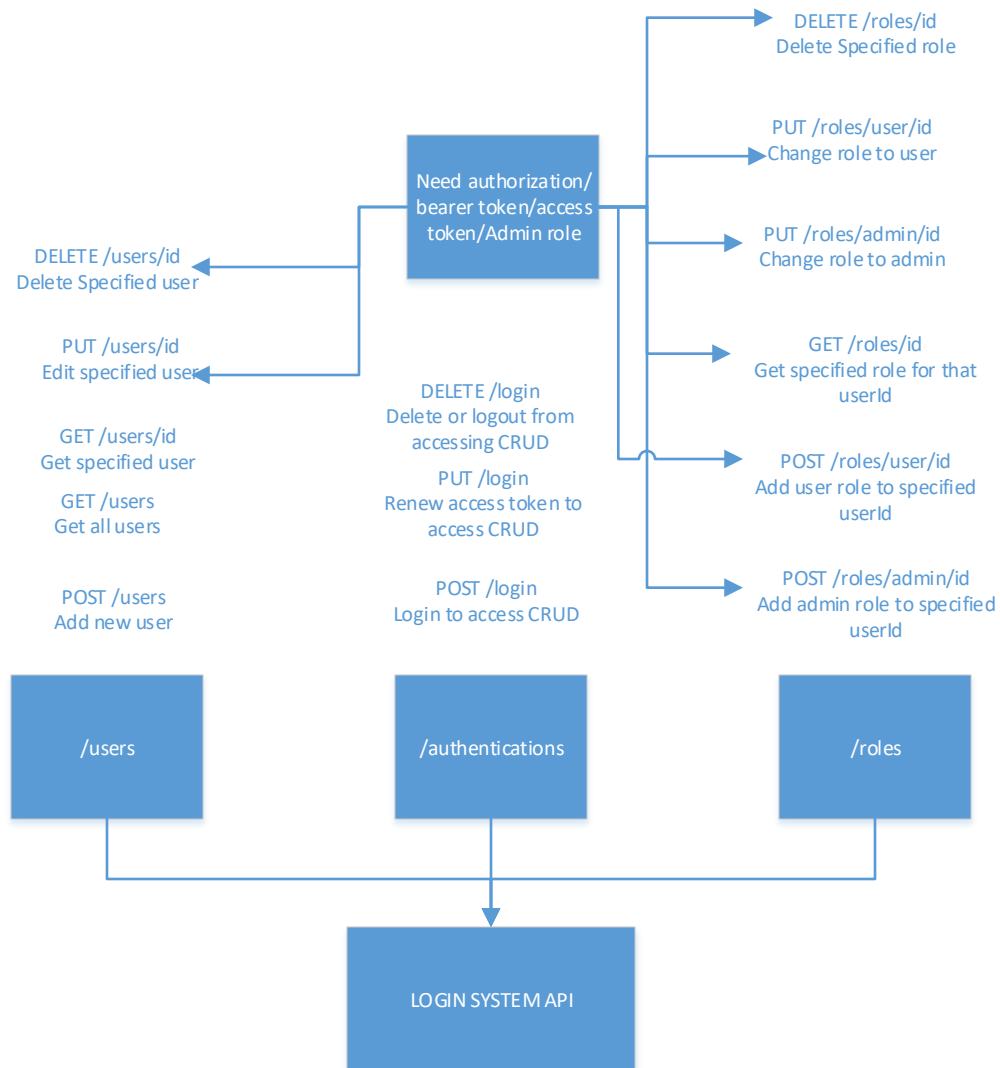 DELETE /roles/id
Delete Specified role
PUT /roles/user/id
Change role to user
Need authorization/
bearer token/access
token/Admin role
PUT /roles/admin/id
Change role to admin
DELETE /users/id
Delete Specified user
PUT /users/id
Edit specified user
GET /roles/id
Get specified role for that
userId
DELETE /login
Delete or logout from
accessing CRUD
GET /users/id
Get specified user
PUT /login
Renew access token to
access CRUD
POST /roles/user/id
Add user role to specified
userId
GET /users
Get all users
POST /users
Add new user
POST /login
Login to access CRUD
POST /roles/admin/id
Add admin role to specified
userId
/users
/authentications
/roles
LOGIN SYSTEM API